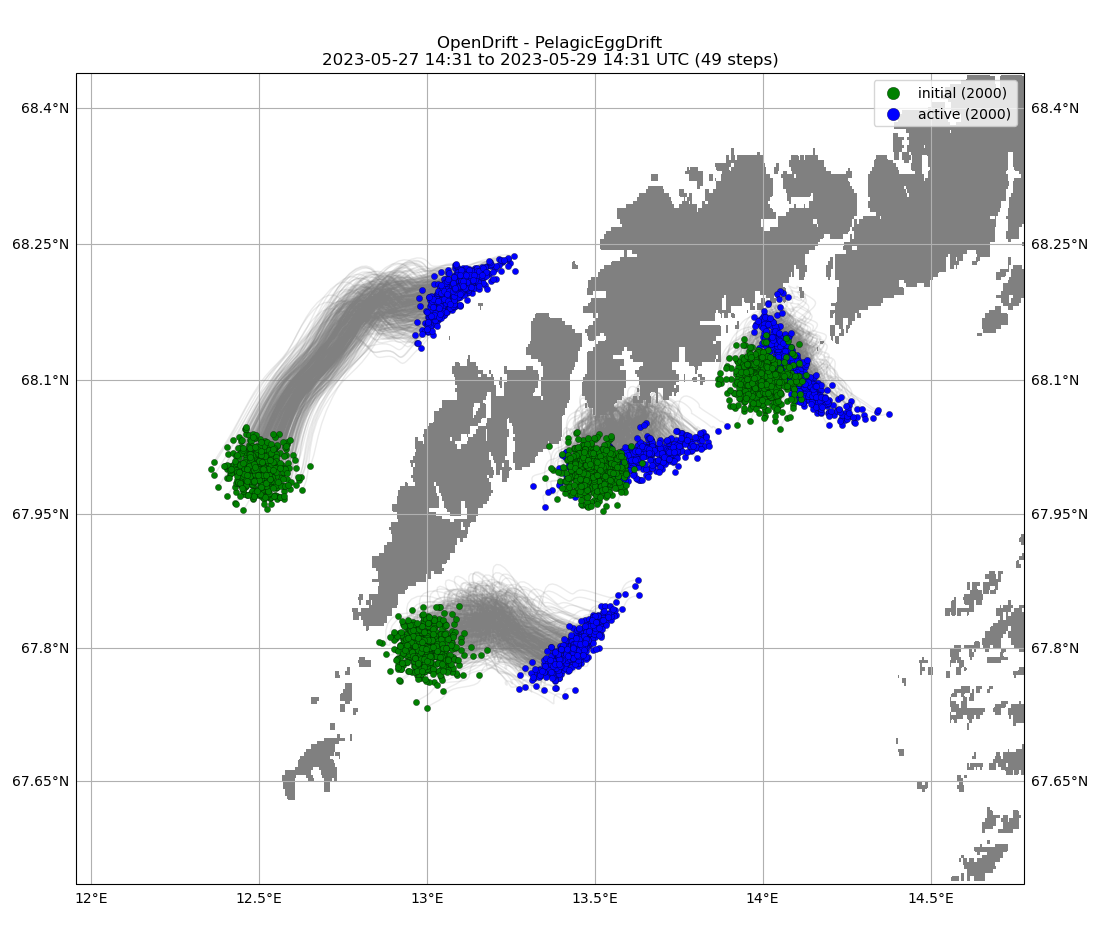 OpenDrift - PelagicEggDrift
2023-05-27 14:31 to 2023-05-29 14:31 UTC (49 steps)
initial (2000)
active (2000)
68.4°N
68.4°N
68.25°N
68.25°N
68.1°N
68.1°N
67.95°N
67.95°N
67.8°N
67.8°N
67.65°N
67.65°N
12°E
12.5°E
13°E
13.5°E
14°E
14.5°E